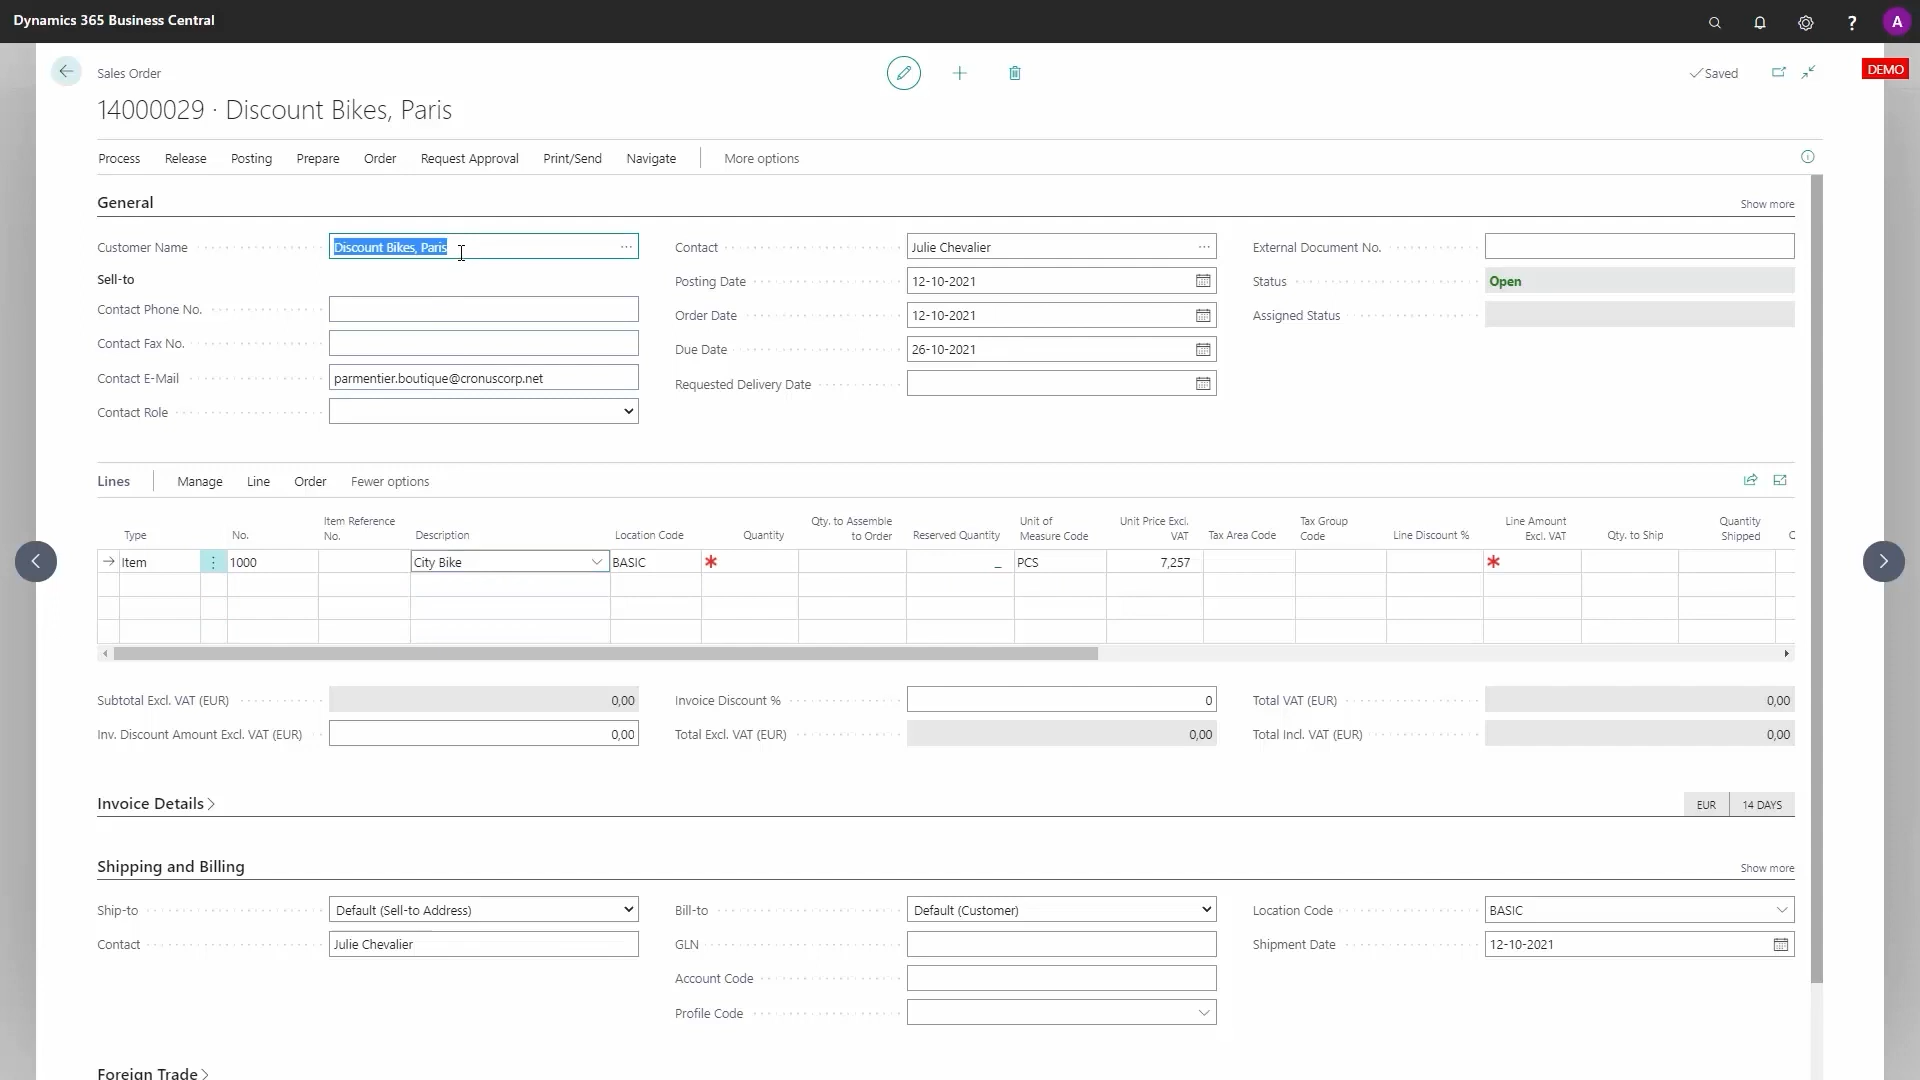 Dynamics 365 Business Central
? A
Sales Order
Saved
DEMO
14000029 · Discount Bikes, Paris
Process Release Posting Prepare Order Request Approval Print/Send Navigate More options
General
Show more
Customer Name Discount Bikes, Paris
Contact Julie Chevalier
External Document No.
Sell-to
Posting Date 12-10-2021
Status Open
Contact Phone No.
Order Date 12-10-2021
Assigned Status
Contact Fax No.
Due Date 26-10-2021
Contact E-Mail parmentier.boutique@cronuscorp.net
Requested Delivery Date
Contact Role
Lines Manage Line Order Fewer options
Type No. Item Reference No. Description Location Code Quantity Qty. to Assemble to Order Reserved Quantity Unit of Measure Code Unit Price Excl. VAT Tax Area Code Tax Group Code Line Discount % Line Amount Excl. VAT Qty. to Ship Quantity Shipped
Item 1000 City Bike BASIC * _ PCS 7,257 *
Subtotal Excl. VAT (EUR) 0,00
Invoice Discount % 0
Total VAT (EUR) 0,00
Inv. Discount Amount Excl. VAT (EUR) 0,00
Total Excl. VAT (EUR) 0,00
Total Incl. VAT (EUR) 0,00
Invoice Details
EUR 14 DAYS
Shipping and Billing
Show more
Ship-to Default (Sell-to Address)
Bill-to Default (Customer)
Location Code BASIC
Contact Julie Chevalier
GLN
Shipment Date 12-10-2021
Account Code
Profile Code
Foreign Trade